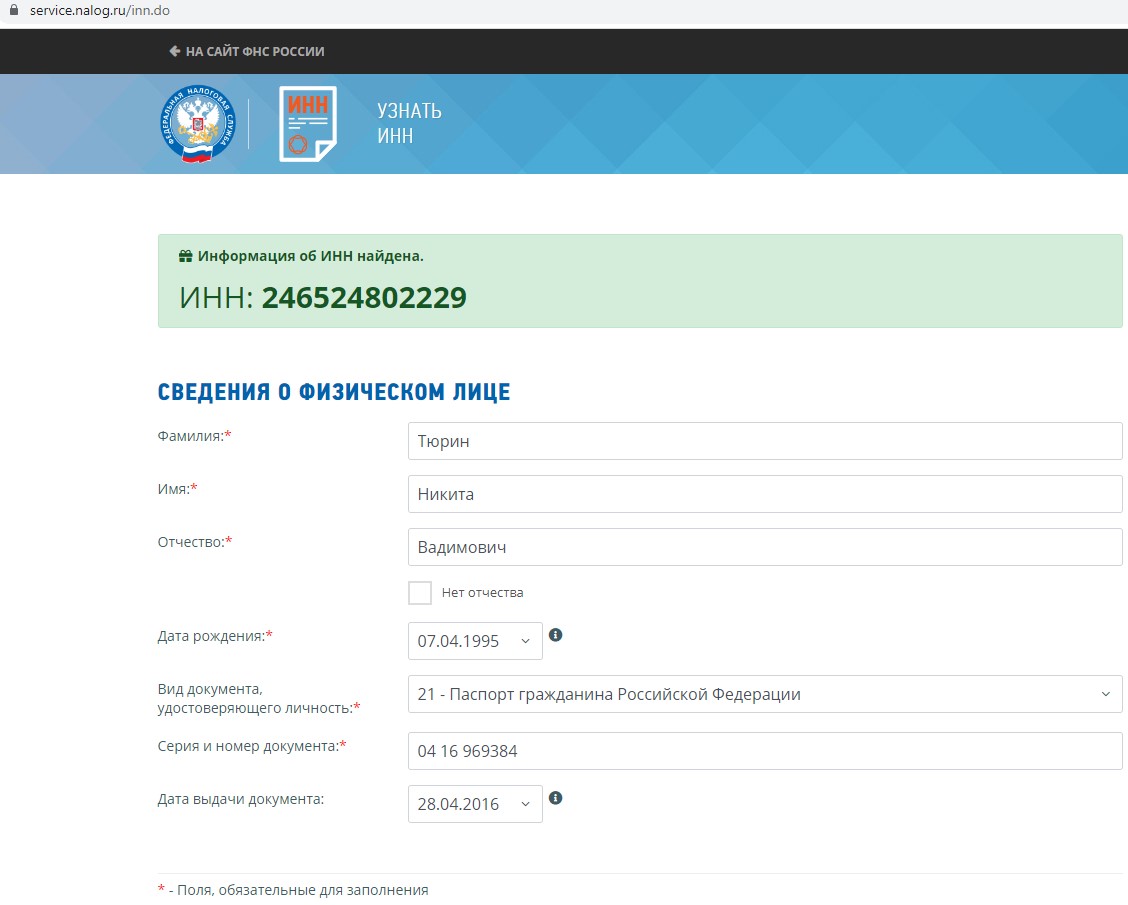 service.nalog.ru/inn.do
НА САЙТ ФНС РОССИИ
ФЕДЕРАЛЬНАЯ НАЛОГОВАЯ СЛУЖБА
ИНН
УЗНАТЬ
ИНН
Информация об ИНН найдена.
ИНН: 246524802229
СВЕДЕНИЯ О ФИЗИЧЕСКОМ ЛИЦЕ
Фамилия:* Тюрин
Имя:* Никита
Отчество:* Вадимович
Нет отчества
Дата рождения:* 07.04.1995
Вид документа,
удостоверяющего личность:* 21 - Паспорт гражданина Российской Федерации
Серия и номер документа:* 04 16 969384
Дата выдачи документа: 28.04.2016
* - Поля, обязательные для заполнения